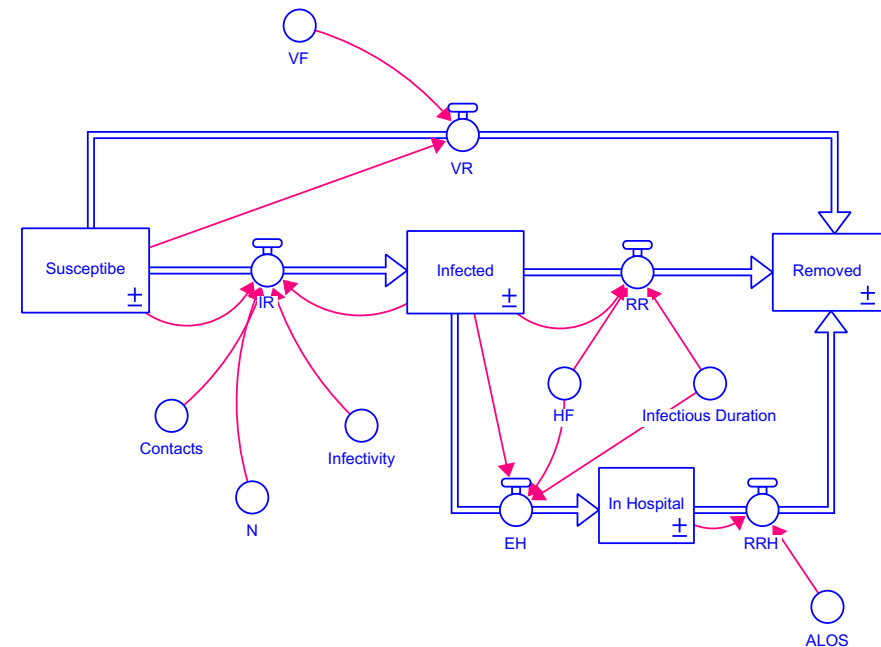 VF
VR
Susceptibe
Infected
Removed
IR
RR
HF
Infectious Duration
Contacts
Infectivity
In Hospital
N
EH
RRH
ALOS